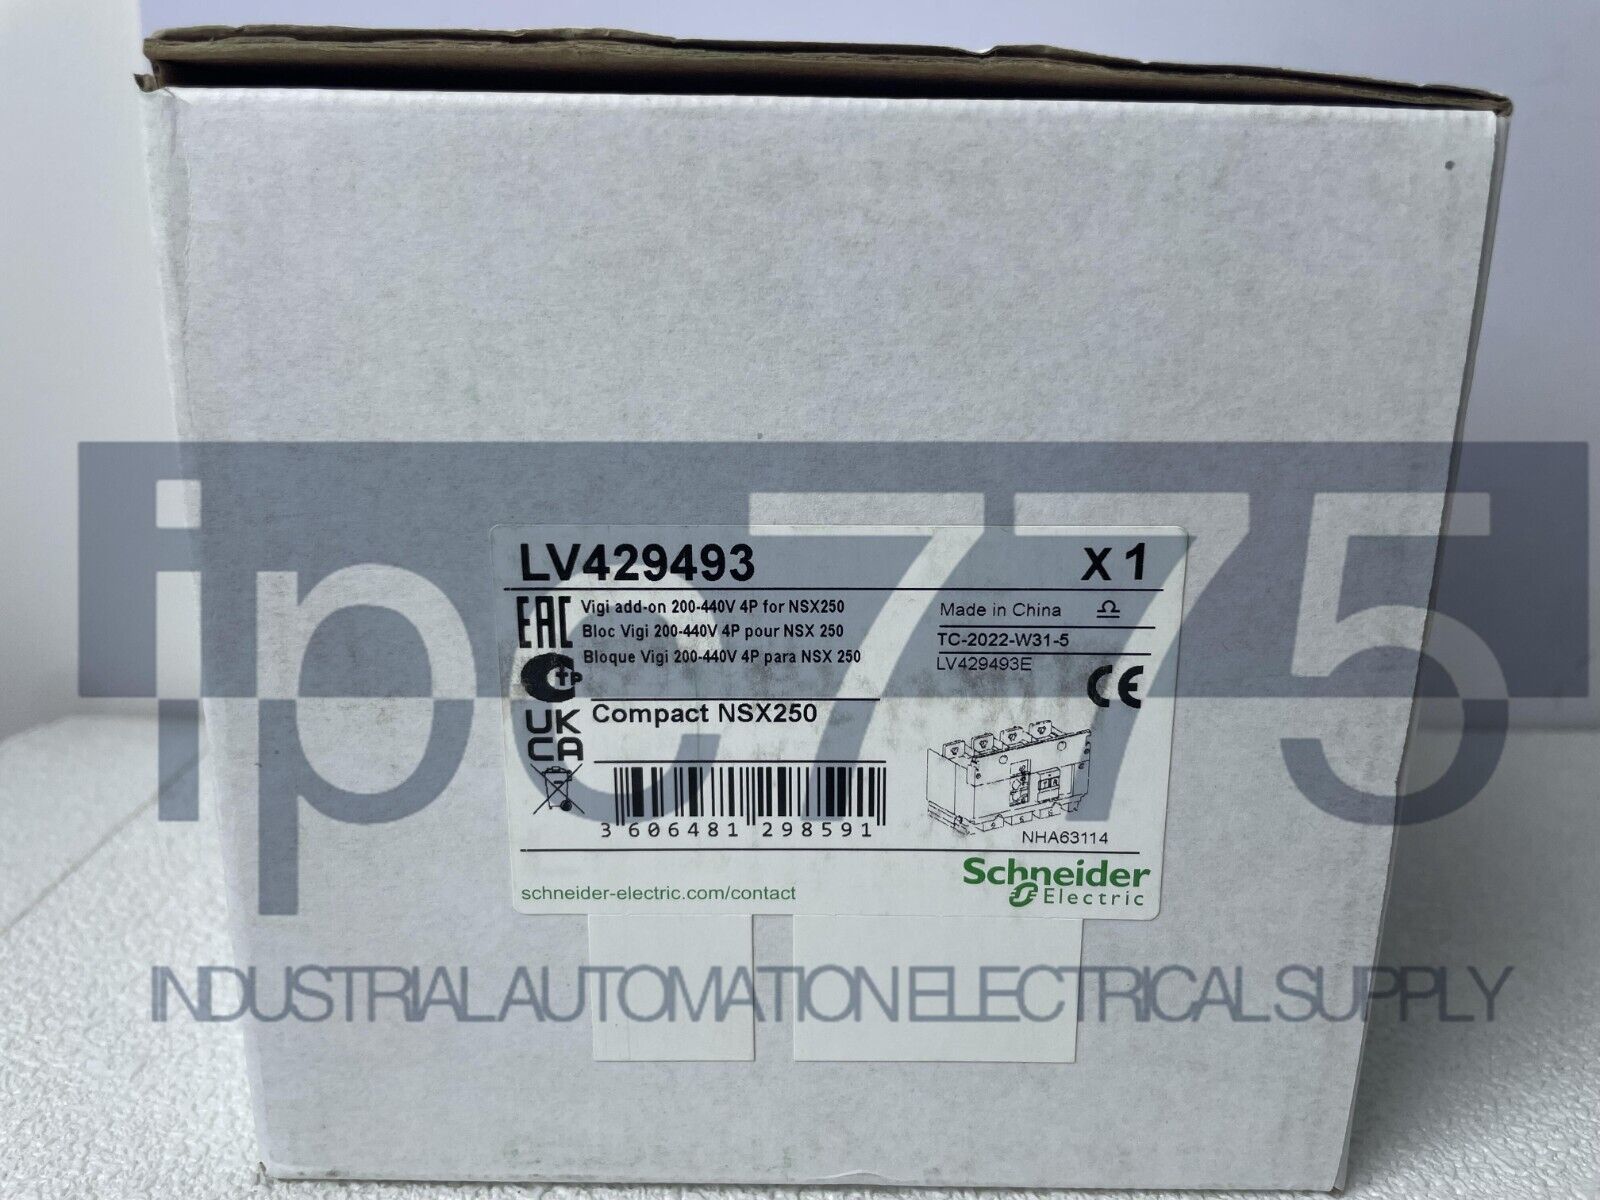 LV429493 X 1
EAC Vigi add-on 200-440V 4P for NSX250
Bloc Vigi 200-440V 4P pour NSX 250
Bloque Vigi 200-440V 4P para NSX 250
Made in China
TC-2022-W31-5
LV429493E
CE
UK
CA
Compact NSX250
3 606481 298591
NHA63114
schneider-electric.com/contact
Schneider
Electric
ipc775
INDUSTRIAL AUTOMATION ELECTRICAL SUPPLY